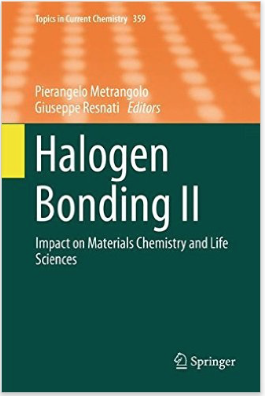 Topics in Current Chemistry 359
Pierangelo Metrangolo
Giuseppe Resnati Editors
Halogen
Bonding II
Impact on Materials Chemistry and Life
Sciences
Springer